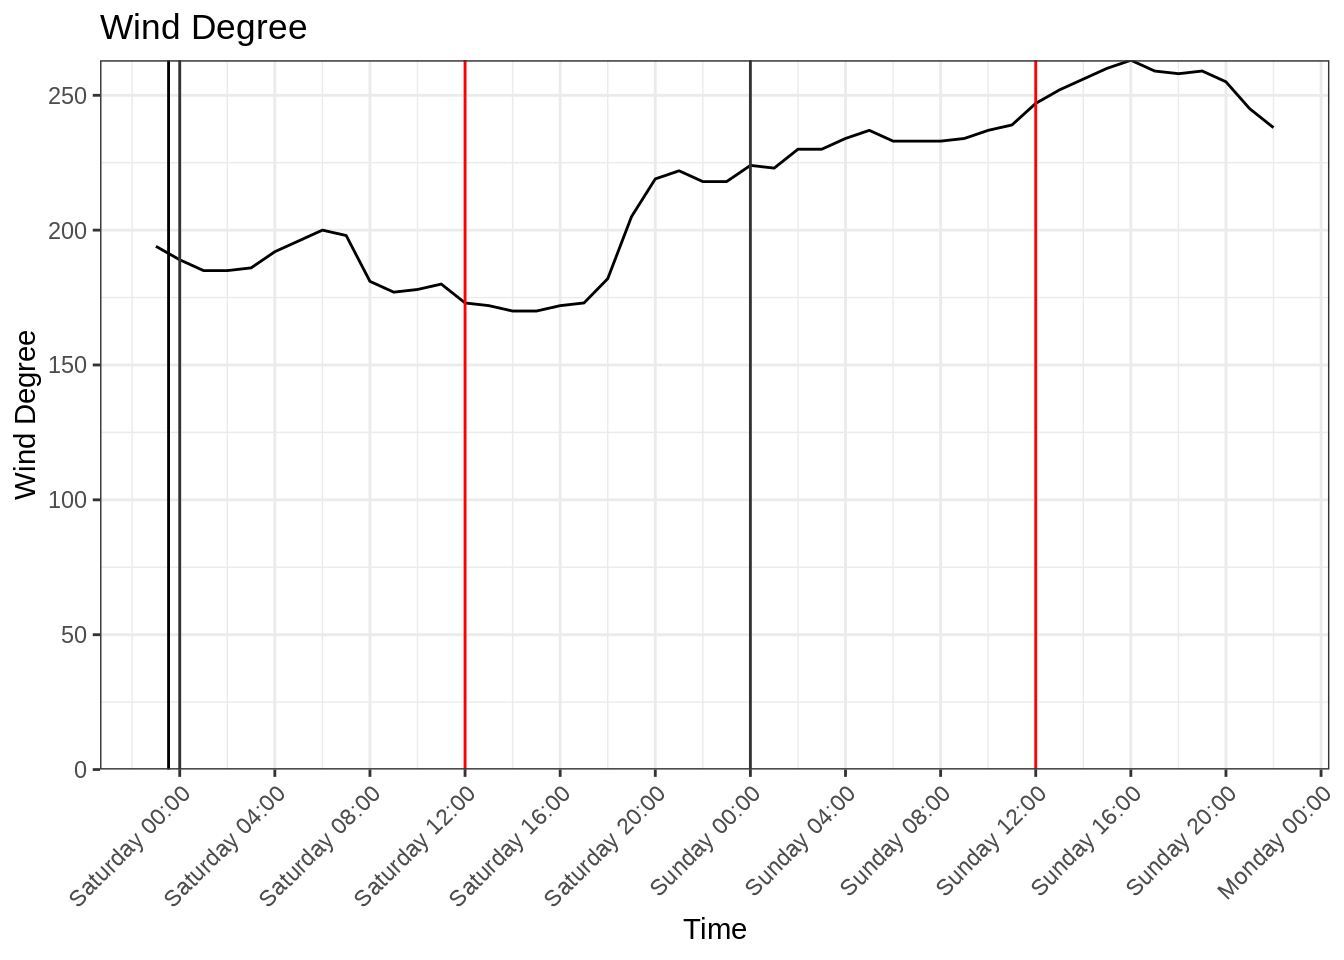 Wind Degree
Wind Degree
250
200
150
100
50
0
Saturday 00:00
Saturday 04:00
Saturday 08:00
Saturday 12:00
Saturday 16:00
Saturday 20:00
Sunday 00:00
Sunday 04:00
Sunday 08:00
Sunday 12:00
Sunday 16:00
Sunday 20:00
Monday 00:00
Time